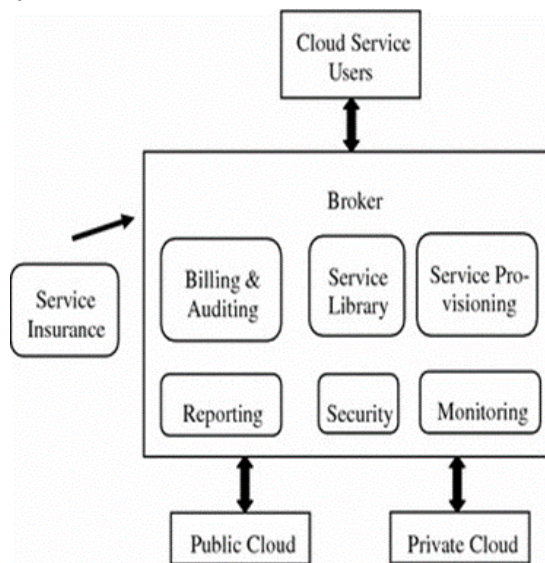 Cloud Service
Users
Broker
Billing &
Auditing
Service
Library
Service Pro-
visioning
Service
Insurance
Reporting
Security
Monitoring
Public Cloud
Private Cloud